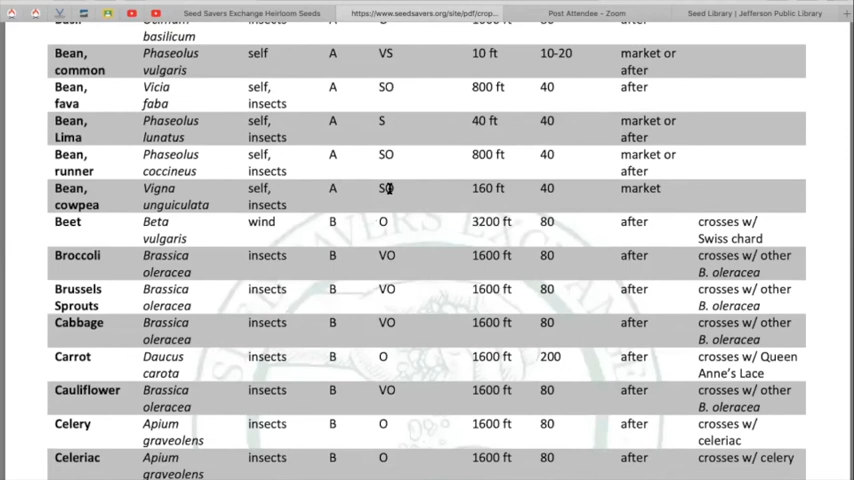 Seed Savers Exchange Heirloom Seeds https://www.seedsavers.org/site/pdf/crop... Post Attendee - Zoom Seed Library | Jefferson Public Library
basilicum
Bean, Phaseolus self A VS 10 ft 10-20 market or
common vulgaris after
Bean, Vicia self, A SO 800 ft 40 after
fava faba insects
Bean, Phaseolus self, A S 40 ft 40 market or
Lima lunatus insects after
Bean, Phaseolus self, A SO 800 ft 40 market or
runner coccineus insects after
Bean, Vigna self, A SO 160 ft 40 market
cowpea unguiculata insects
Beet Beta wind B O 3200 ft 80 after crosses w/
vulgaris Swiss chard
Broccoli Brassica insects B VO 1600 ft 80 after crosses w/ other
oleracea B. oleracea
Brussels Brassica insects B VO 1600 ft 80 after crosses w/ other
Sprouts oleracea B. oleracea
Cabbage Brassica insects B VO 1600 ft 80 after crosses w/ other
oleracea B. oleracea
Carrot Daucus insects B O 1600 ft 200 after crosses w/ Queen
carota Anne's Lace
Cauliflower Brassica insects B VO 1600 ft 80 after crosses w/ other
oleracea B. oleracea
Celery Apium insects B O 1600 ft 80 after crosses w/
graveolens celeriac
Celeriac Apium insects B O 1600 ft 80 after crosses w/ celery
graveolens